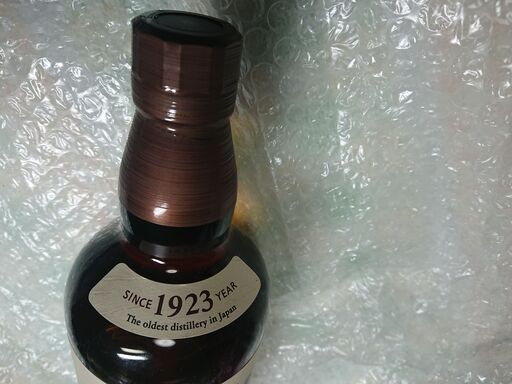 SINCE 1923 YEAR
The oldest distillery in Japan